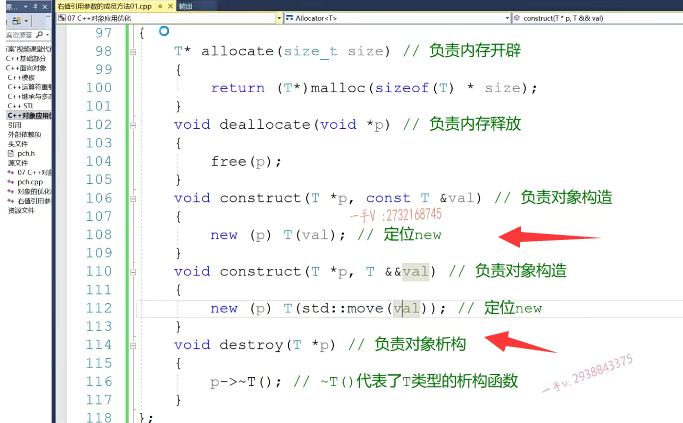 右值引用参数的成员方法01.cpp
输出
07 C++对象应用优化
Allocator<T>
construct(T * p, T && val)
C++基础部分
C++面向对象
C++模板
C++运算符重
C++继承与多态
C++ STL
C++对象应用优
引用
外部依赖项
头文件
pch.h
源文件
07 C++对象
pch.cpp
对象的优化
右值引用参
资源文件
97 {
98 T* allocate(size_t size) // 负责内存开辟
99 {
100 return (T*)malloc(sizeof(T) * size);
101 }
102 void deallocate(void *p) // 负责内存释放
103 {
104 free(p);
105 }
106 void construct(T *p, const T &val) // 负责对象构造
107 {
一手V :2732168745
108 new (p) T(val); // 定位new
109 }
110 void construct(T *p, T &&val) // 负责对象构造
111 {
112 new (p) T(std::move(val)); // 定位new
113 }
114 void destroy(T *p) // 负责对象析构
115 {
116 p->~T(); // ~T()代表了T类型的析构函数
一手v: 2938843375
117 }
118 };